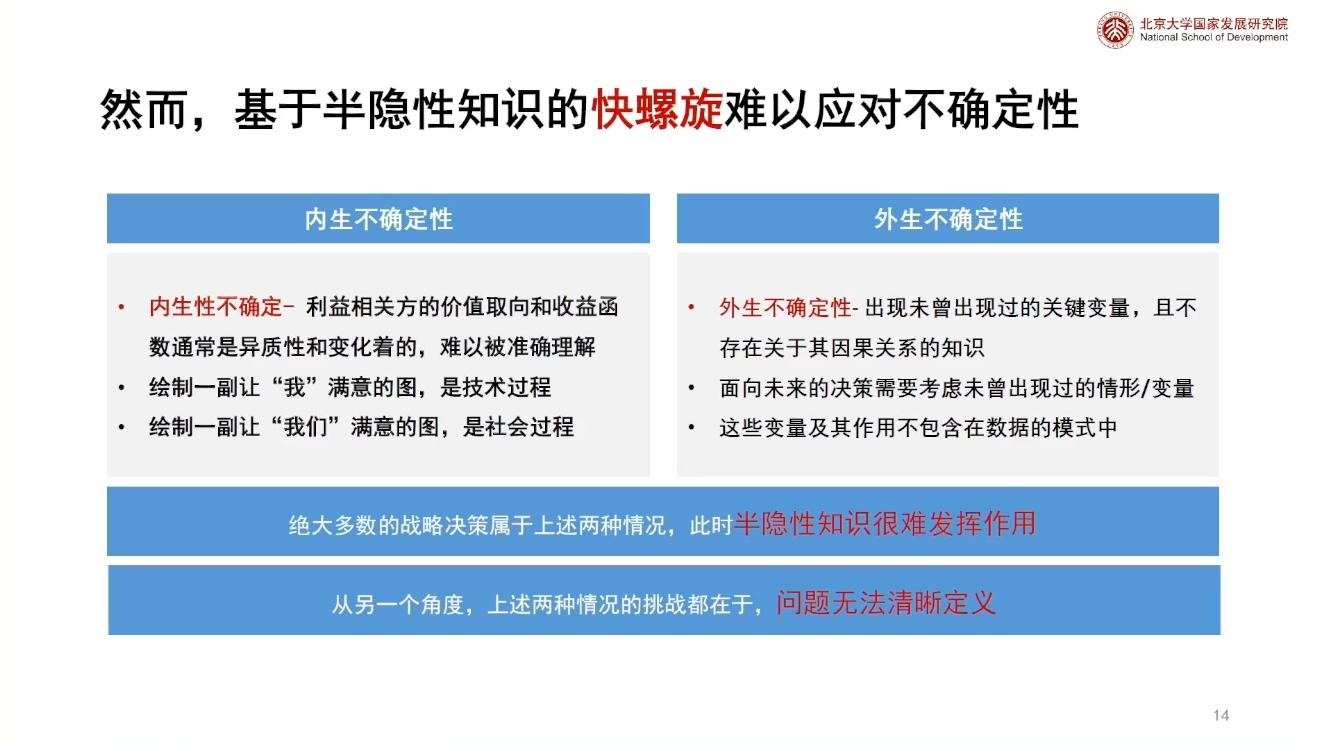 北京大学国家发展研究院
National School of Development
然而，基于半隐性知识的快螺旋难以应对不确定性
内生不确定性
• 内生性不确定– 利益相关方的价值取向和收益函
数通常是异质性和变化着的，难以被准确理解
• 绘制一副让“我”满意的图，是技术过程
• 绘制一副让“我们”满意的图，是社会过程
外生不确定性
• 外生不确定性- 出现未曾出现过的关键变量，且不
存在关于其因果关系的知识
• 面向未来的决策需要考虑未曾出现过的情形/变量
• 这些变量及其作用不包含在数据的模式中
绝大多数的战略决策属于上述两种情况，此时半隐性知识很难发挥作用
从另一个角度，上述两种情况的挑战都在于，问题无法清晰定义
14